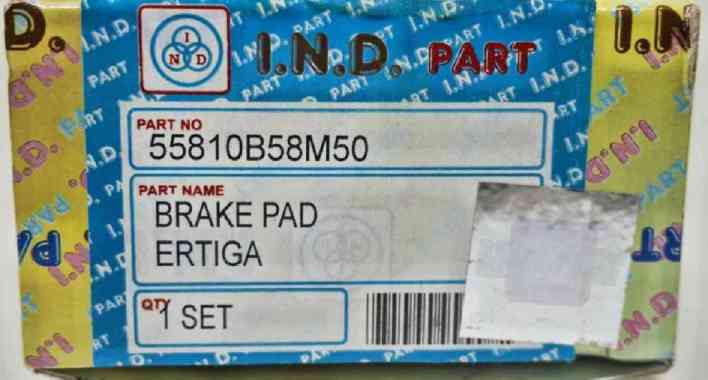 I
N D
I.N.D. PART
PART NO
55810B58M50
PART NAME
BRAKE PAD
ERTIGA
QTY
1 SET